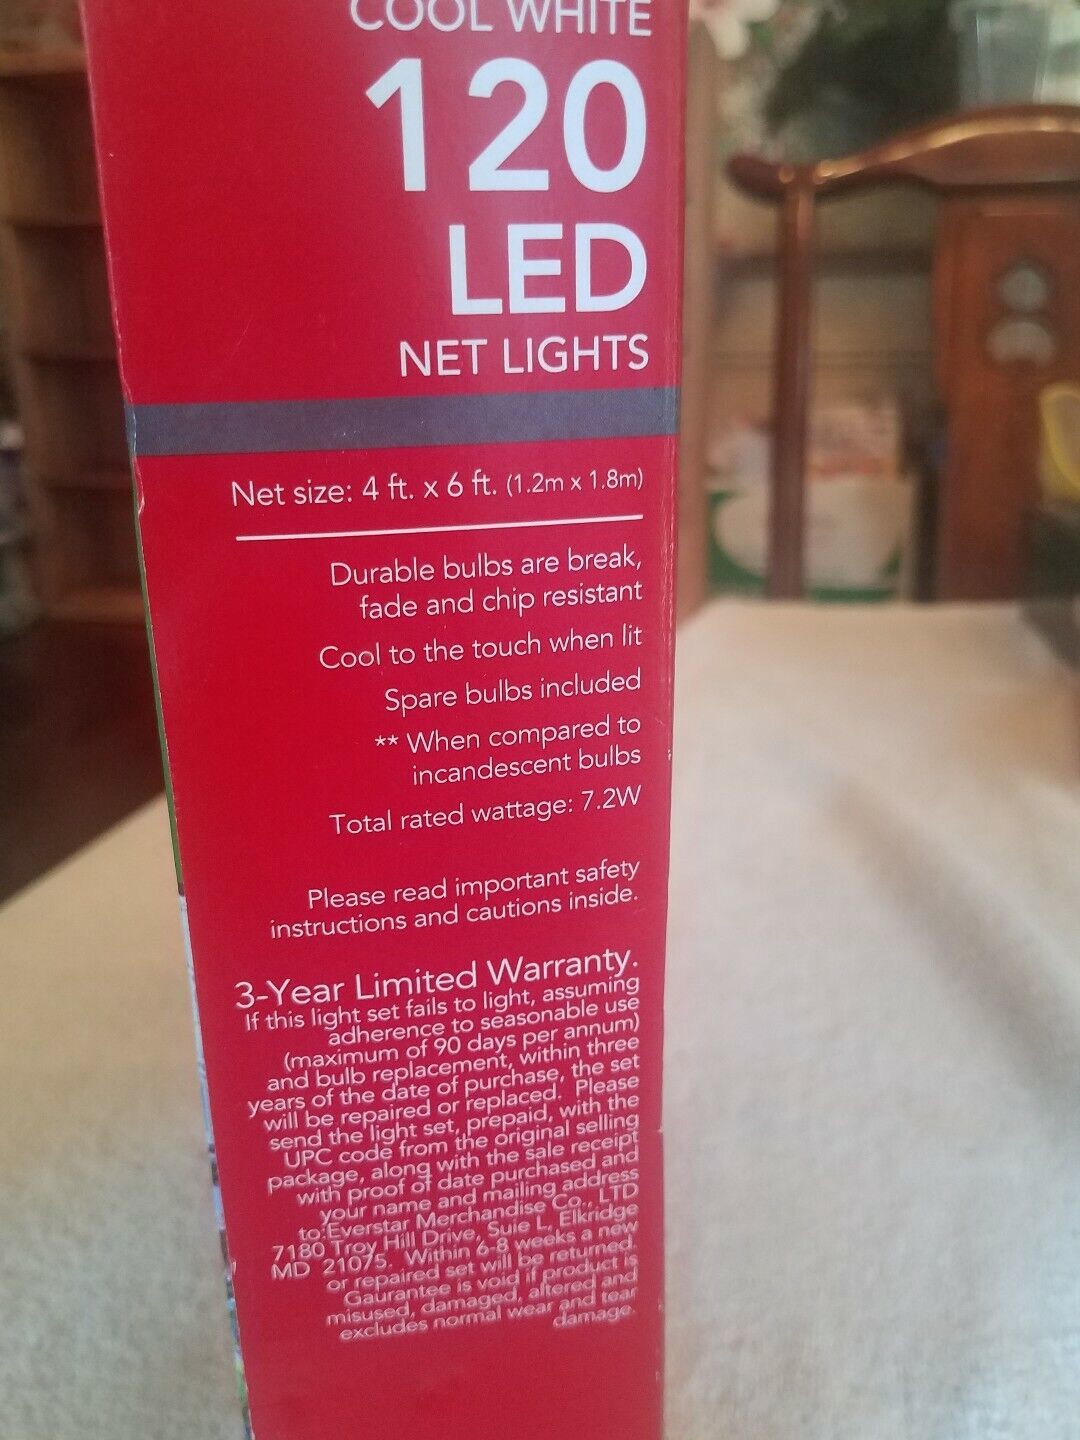 COOL WHITE
120
LED
NET LIGHTS
Net size: 4 ft. x 6 ft. (1.2m x 1.8m)
Durable bulbs are break,
fade and chip resistant
Cool to the touch when lit
Spare bulbs included
** When compared to
incandescent bulbs
Total rated wattage: 7.2W
Please read important safety
instructions and cautions inside.
3-Year Limited Warranty.
If this light set fails to light, assuming
adherence to seasonable use
(maximum of 90 days per annum)
and bulb replacement, within three
years of the date of purchase, the set
will be repaired or replaced. Please
send the light set, prepaid, with the
UPC code from the original selling
package, along with the sale receipt
with proof of date purchased and
your name and mailing address
to:Everstar Merchandise Co., LTD
7180 Troy Hill Drive, Suie L, Elkridge
MD 21075. Within 6-8 weeks a new
or repaired set will be returned.
Gaurantee is void if product is
misused, damaged, altered and
excludes normal wear and tear
damage.